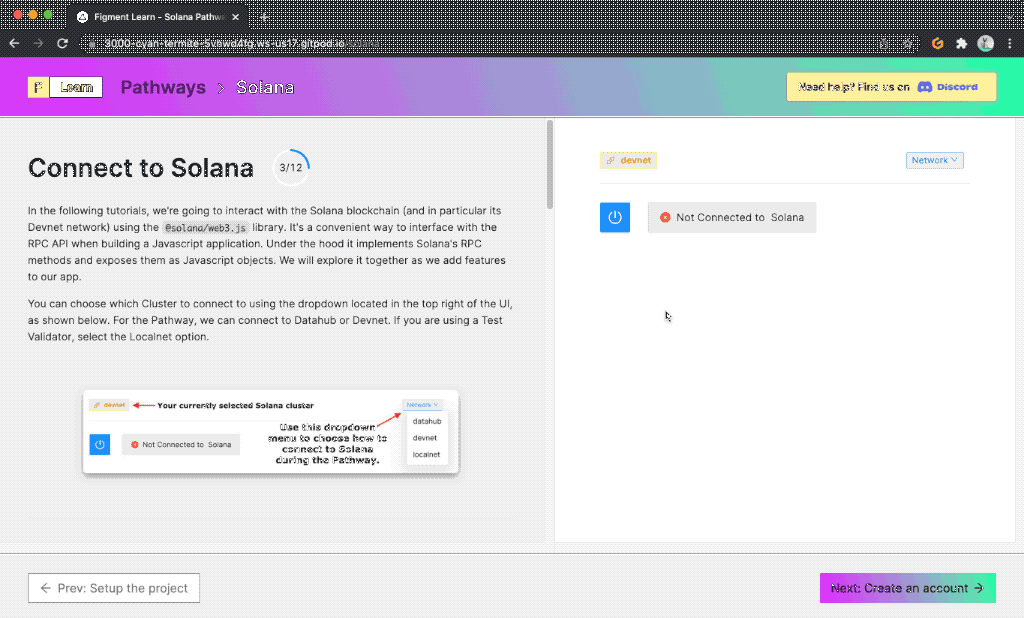 Figment Learn - Solana Pathw
3000-cyan-termite-5v8wd4fg.ws-us17.gitpod.io/solana
F Learn Pathways > Solana
Need help? Find us on Discord
Connect to Solana 3/12
In the following tutorials, we're going to interact with the Solana blockchain (and in particular its
Devnet network) using the @solana/web3.js library. It's a convenient way to interface with the
RPC API when building a Javascript application. Under the hood it implements Solana's RPC
methods and exposes them as Javascript objects. We will explore it together as we add features
to our app.
You can choose which Cluster to connect to using the dropdown located in the top right of the UI,
as shown below. For the Pathway, we can connect to Datahub or Devnet. If you are using a Test
Validator, select the Localnet option.
devnet
Your currently selected Solana cluster
Network
datahub
devnet
localnet
Use this dropdown
menu to choose how to
connect to Solana
during the Pathway.
Not Connected to Solana
devnet
Network
Not Connected to Solana
← Prev: Setup the project
Next: Create an account →